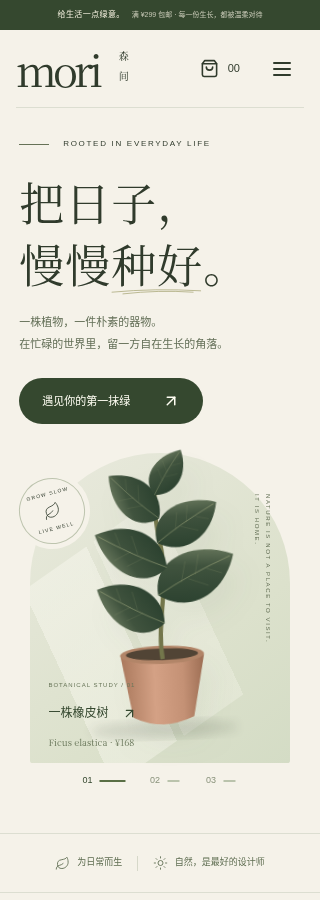 给生活一点绿意。 满 ¥299 包邮 · 每一份生长，都被温柔对待
mori 森间 00
ROOTED IN EVERYDAY LIFE
把日子，
慢慢种好。
一株植物，一件朴素的器物。
在忙碌的世界里，留一方自在生长的角落。
遇见你的第一抹绿
GROW SLOW
LIVE WELL
NATURE IS NOT A PLACE TO VISIT.
IT IS HOME.
BOTANICAL STUDY /
一株橡皮树
Ficus elastica · ¥168
01 02 03
为日常而生 自然，是最好的设计师